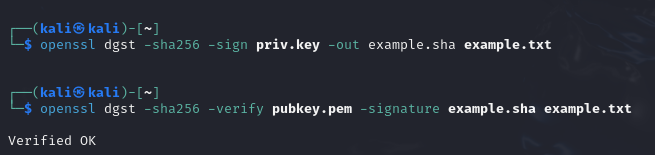 ┌──(kali㉿kali)-[~]
└─$ openssl dgst -sha256 -sign priv.key -out example.sha example.txt
┌──(kali㉿kali)-[~]
└─$ openssl dgst -sha256 -verify pubkey.pem -signature example.sha example.txt
Verified OK